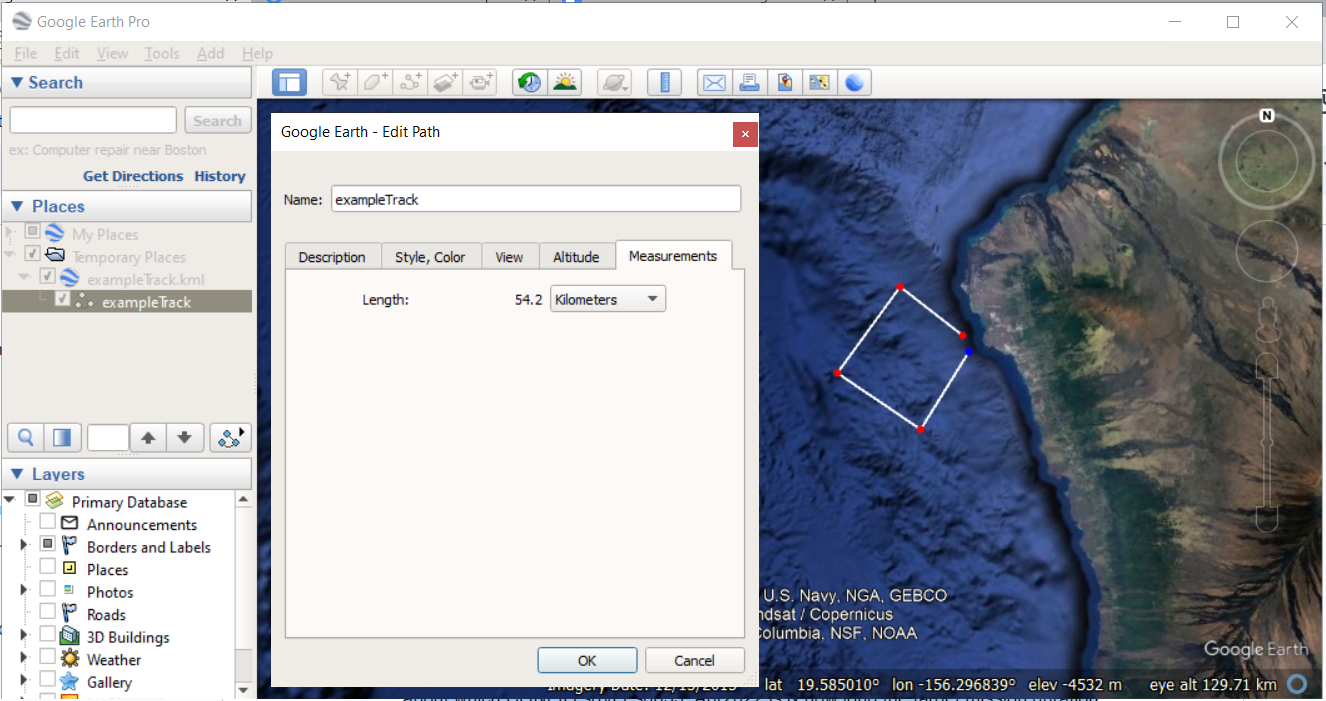 Google Earth Pro
File Edit View Tools Add Help
Search
Search
ex: Computer repair near Boston
Get Directions History
Places
My Places
Temporary Places
exampleTrack.kml
exampleTrack
Layers
Primary Database
Announcements
Borders and Labels
Places
Photos
Roads
3D Buildings
Weather
Gallery
Google Earth - Edit Path
Name: exampleTrack
Description Style, Color View Altitude Measurements
Length: 54.2 Kilometers
OK Cancel
N
U.S. Navy, NGA, GEBCO
ndsat / Copernicus
Columbia, NSF, NOAA
Google Earth
Imagery Date: 12/13/2015 lat 19.585010° lon -156.296839° elev -4532 m eye alt 129.71 km